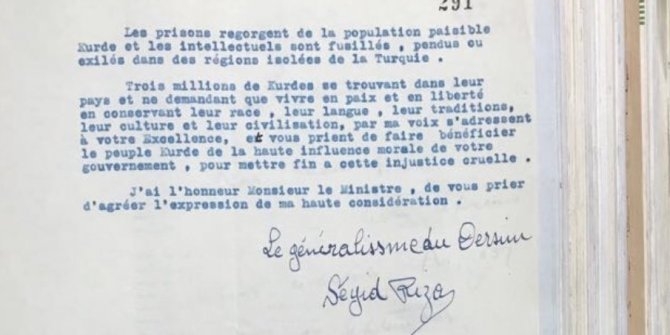 291
Les prisons regorgent de la population paisible
Kurde et les intellectuels sont fusillés , pendus ou
exilés dans des régions isolées de la Turquie .
Trois millions de Kurdes se trouvant dans leur
pays et ne demandant que vivre en paix et en liberté
en conservant leur race , leur langue , leur traditions,
leur culture et leur civilisation, par ma voix s'adressent
à votre Excellence, et vous prient de faire bénéficier
le peuple Kurde de la haute influence morale de votre
gouvernement , pour mettre fin a cette injustice cruelle .
J'ai l'honneur Monsieur le Ministre , de vous prier
d'agréer l'expression de ma haute considération .
Le généralissme du Dersim
Séyid Riza